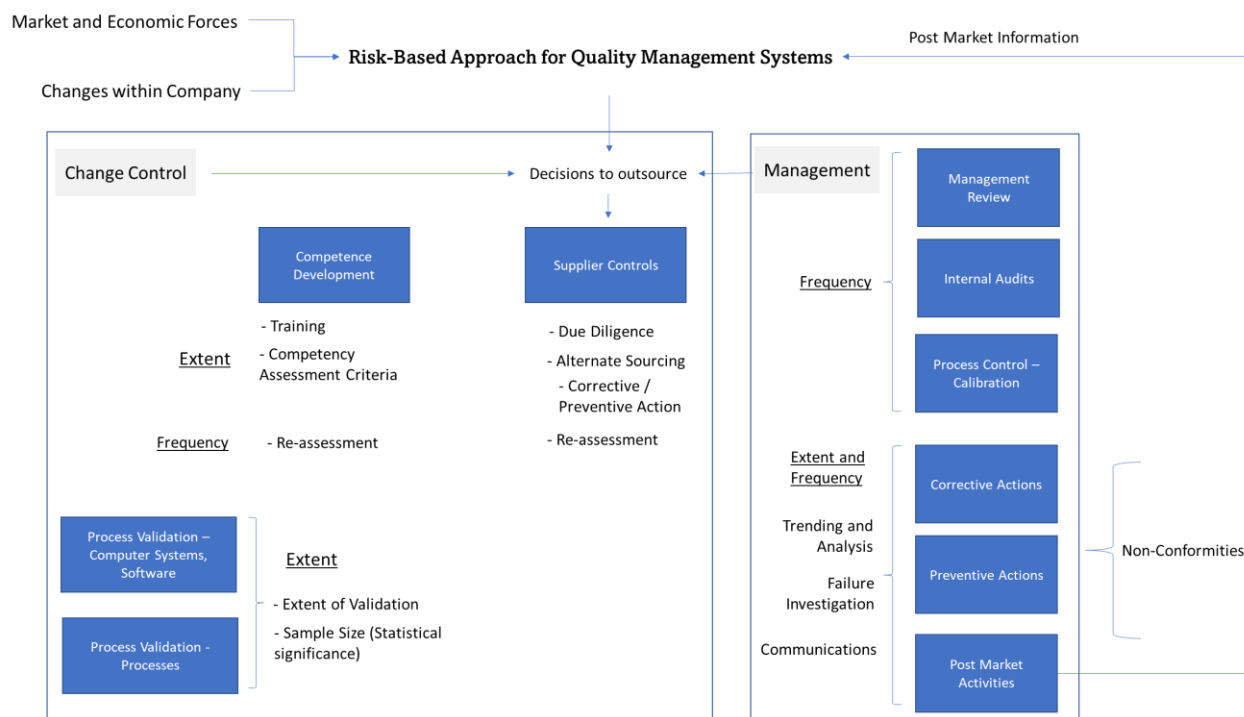 Market and Economic Forces
Changes within Company
Risk-Based Approach for Quality Management Systems
Post Market Information
Change Control
Decisions to outsource
Competence
Development
Supplier Controls
Extent
- Training
- Competency
Assessment Criteria
- Due Diligence
- Alternate Sourcing
- Corrective /
Preventive Action
Frequency
- Re-assessment
- Re-assessment
Process Validation –
Computer Systems,
Software
Process Validation -
Processes
Extent
- Extent of Validation
- Sample Size (Statistical
significance)
Management
Frequency
Management
Review
Internal Audits
Process Control –
Calibration
Extent and
Frequency
Trending and
Analysis
Failure
Investigation
Communications
Corrective Actions
Preventive Actions
Post Market
Activities
Non-Conformities